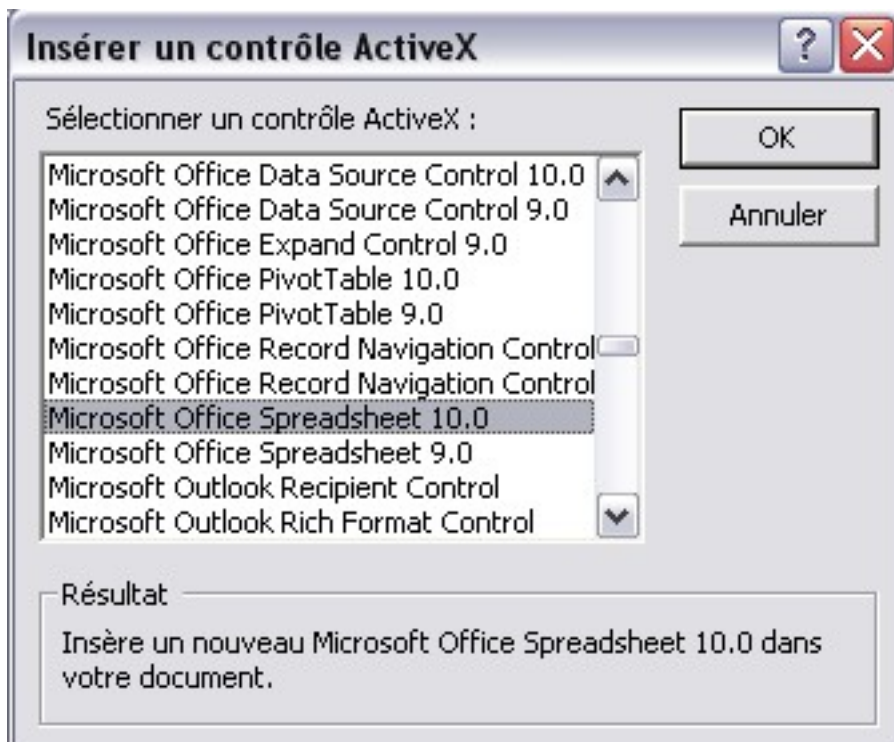 Insérer un contrôle ActiveX
Sélectionner un contrôle ActiveX :
OK
Annuler
Microsoft Office Data Source Control 10.0
Microsoft Office Data Source Control 9.0
Microsoft Office Expand Control 9.0
Microsoft Office PivotTable 10.0
Microsoft Office PivotTable 9.0
Microsoft Office Record Navigation Control
Microsoft Office Record Navigation Control
Microsoft Office Spreadsheet 10.0
Microsoft Office Spreadsheet 9.0
Microsoft Outlook Recipient Control
Microsoft Outlook Rich Format Control
Résultat
Insère un nouveau Microsoft Office Spreadsheet 10.0 dans
votre document.